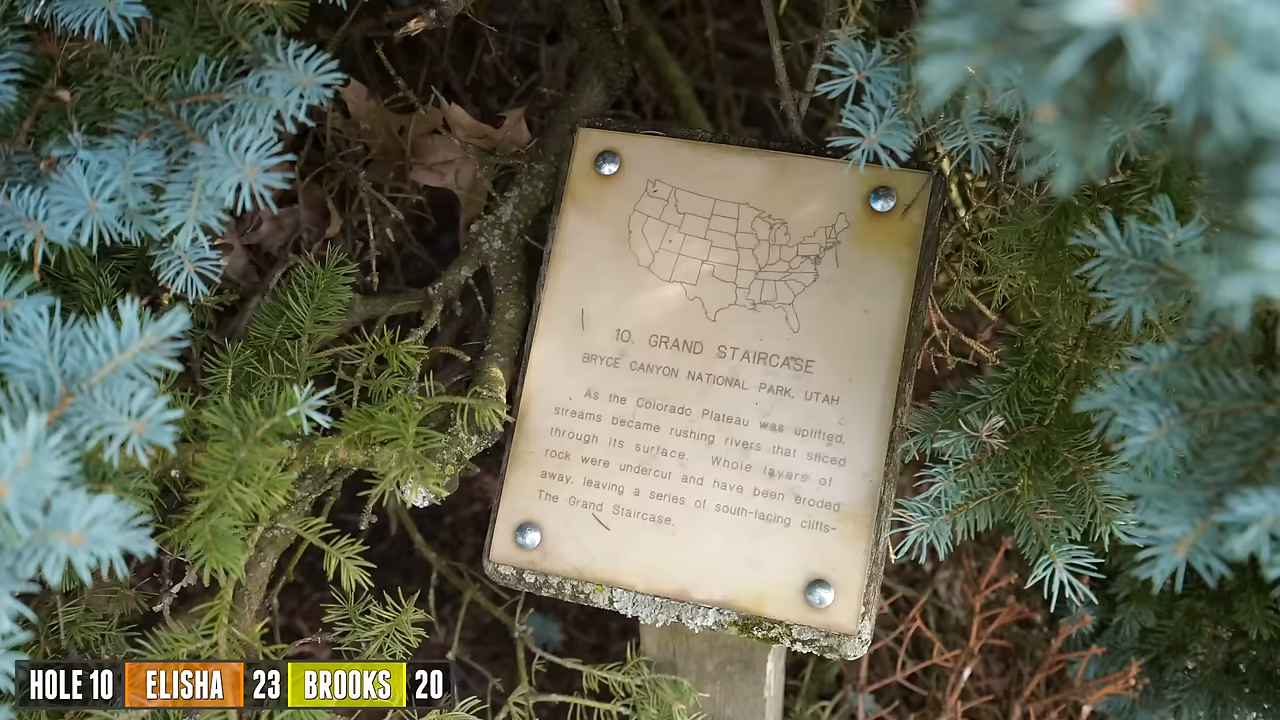 10. GRAND STAIRCASE
BRYCE CANYON NATIONAL PARK, UTAH
As the Colorado Plateau was uplifted,
streams became rushing rivers that sliced
through its surface. Whole layers of
rock were undercut and have been eroded
away, leaving a series of south-facing cliffs-
The Grand Staircase.
HOLE 10 ELISHA 23 BROOKS 20